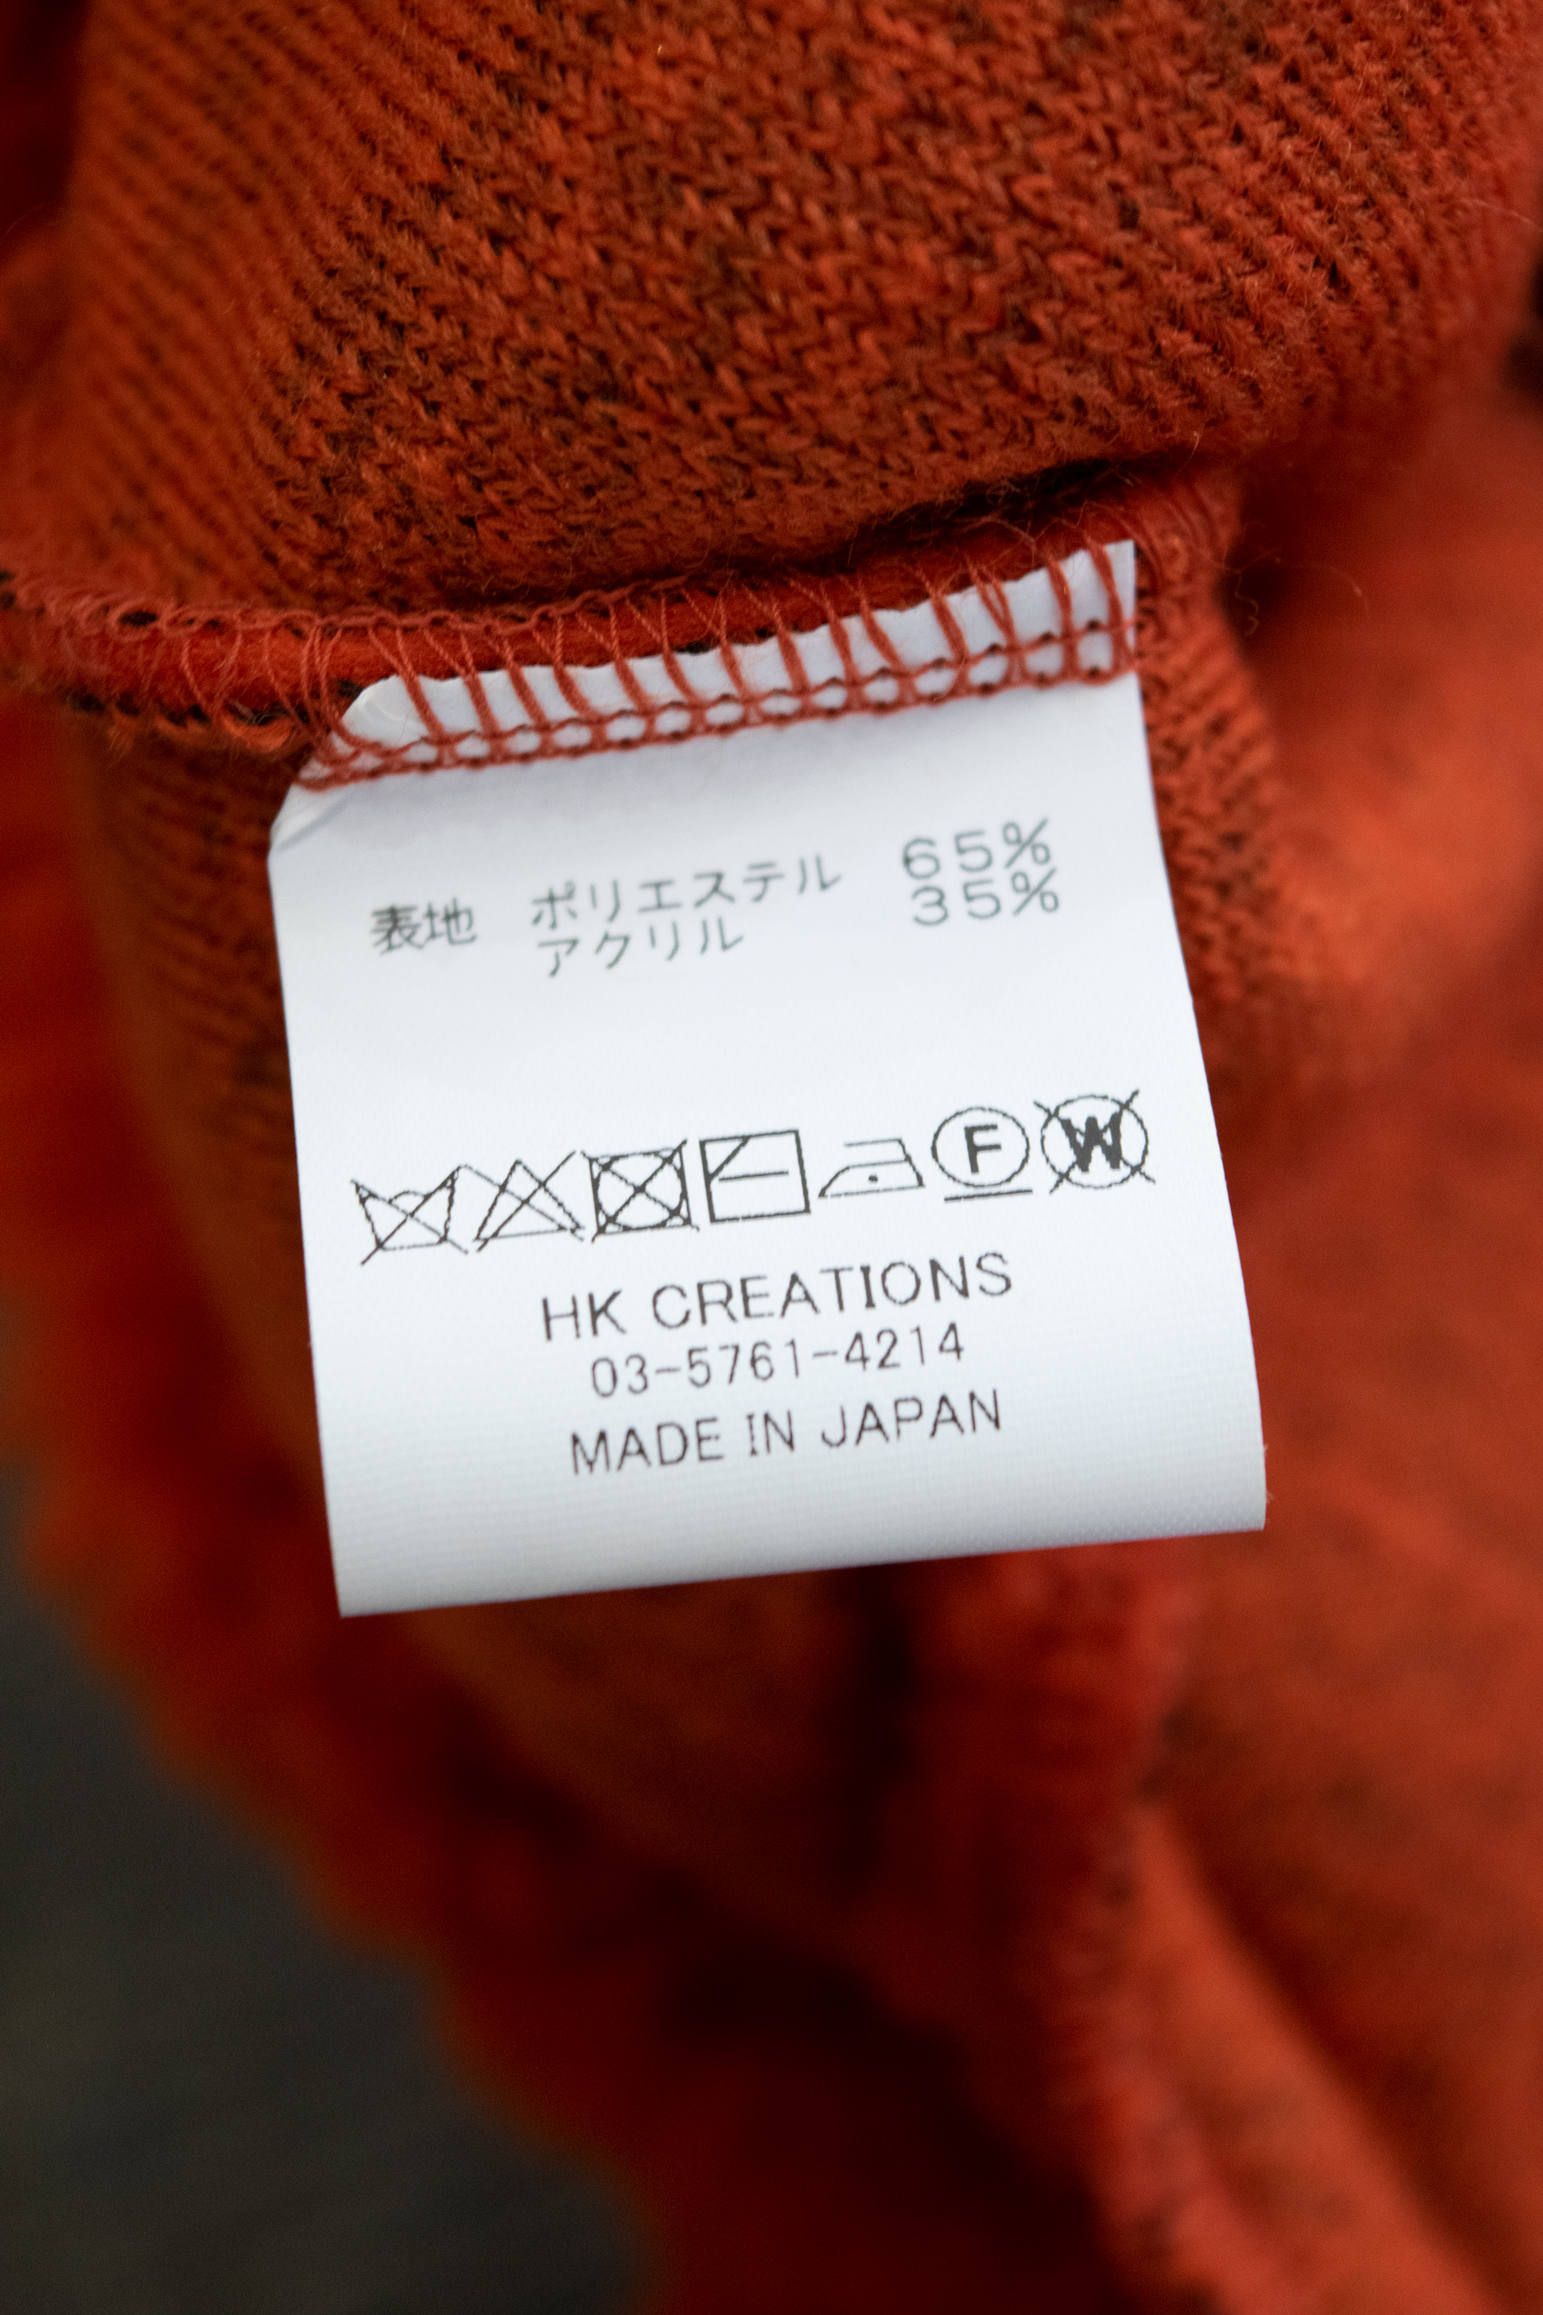 表地 ポリエステル 65%
アクリル 35%
F W
HK CREATIONS
03-5761-4214
MADE IN JAPAN